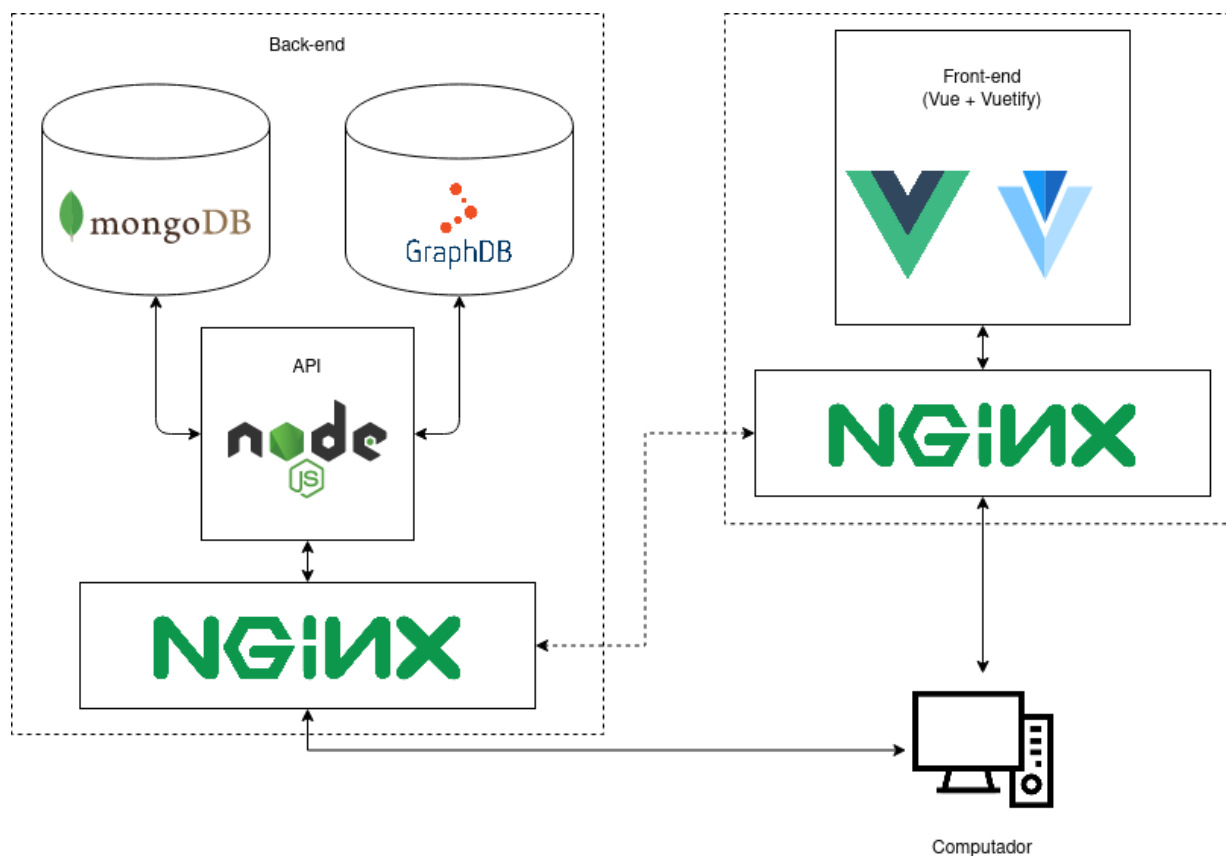 Back-end
mongoDB
GraphDB
API
node
JS
NGINX
Front-end
(Vue + Vuetify)
NGINX
Computador